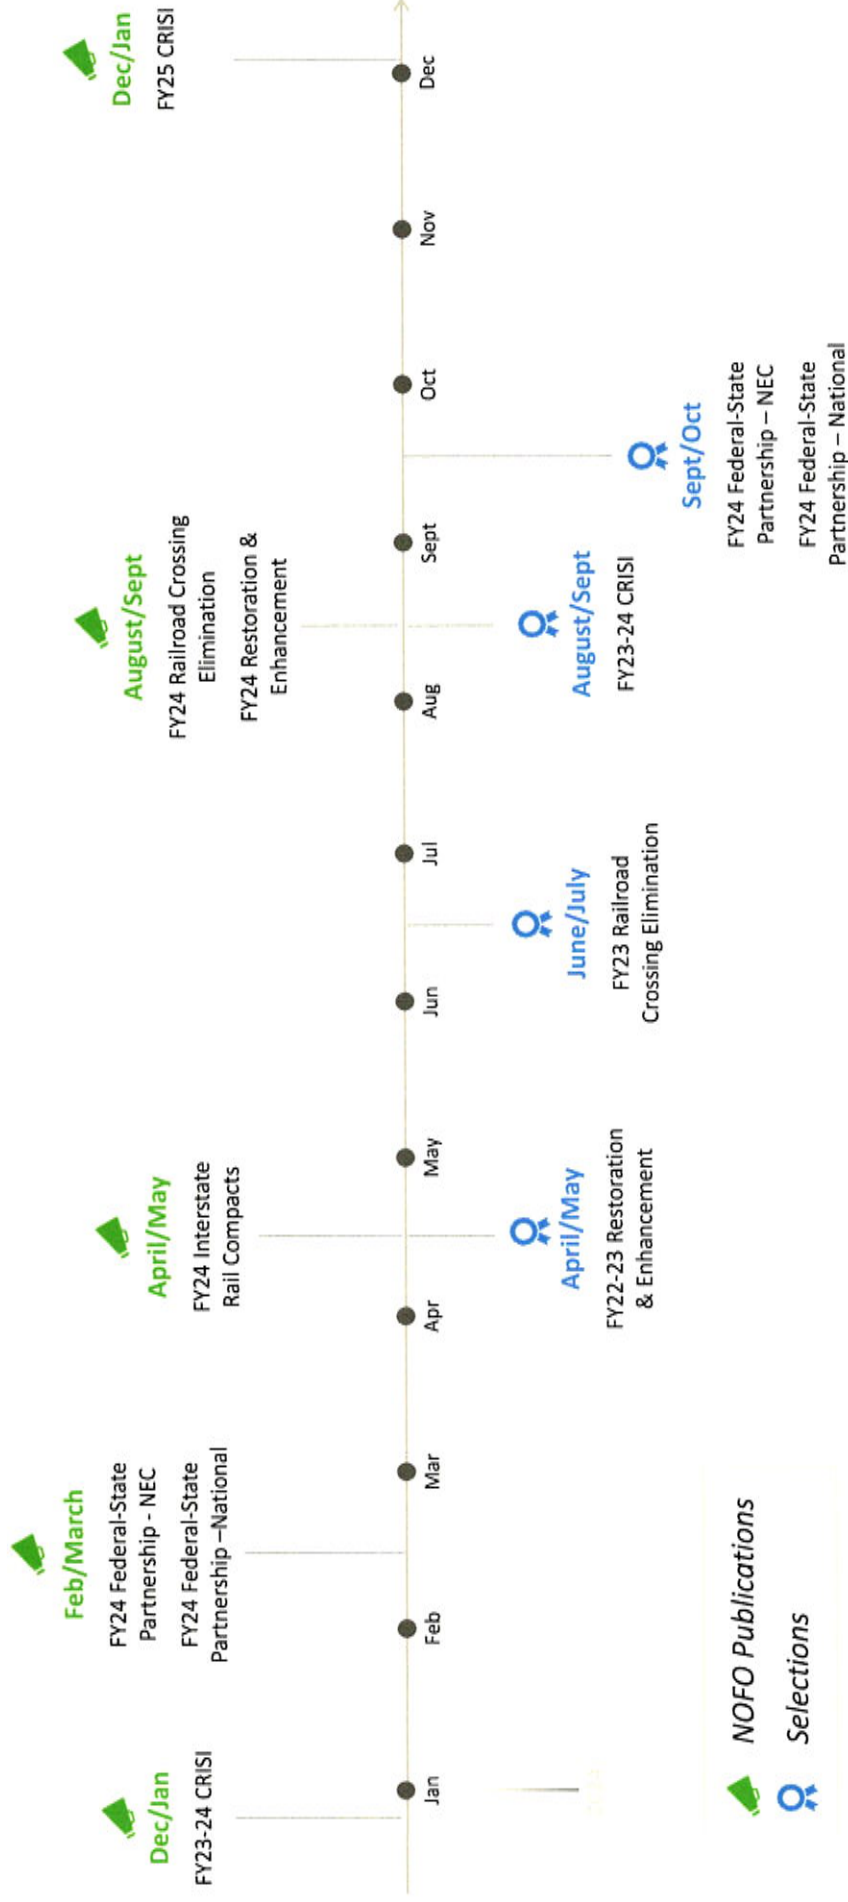 Dec/Jan
FY23-24 CRISI
Feb/March
FY24 Federal-State
Partnership - NEC
FY24 Federal-State
Partnership –National
April/May
FY24 Interstate
Rail Compacts
August/Sept
FY24 Railroad Crossing
Elimination
FY24 Restoration &
Enhancement
Dec/Jan
FY25 CRISI
Jan
Feb
Mar
Apr
May
Jun
Jul
Aug
Sept
Oct
Nov
Dec
April/May
FY22-23 Restoration
& Enhancement
June/July
FY23 Railroad
Crossing Elimination
August/Sept
FY23-24 CRISI
Sept/Oct
FY24 Federal-State
Partnership – NEC
FY24 Federal-State
Partnership – National
NOFO Publications
Selections